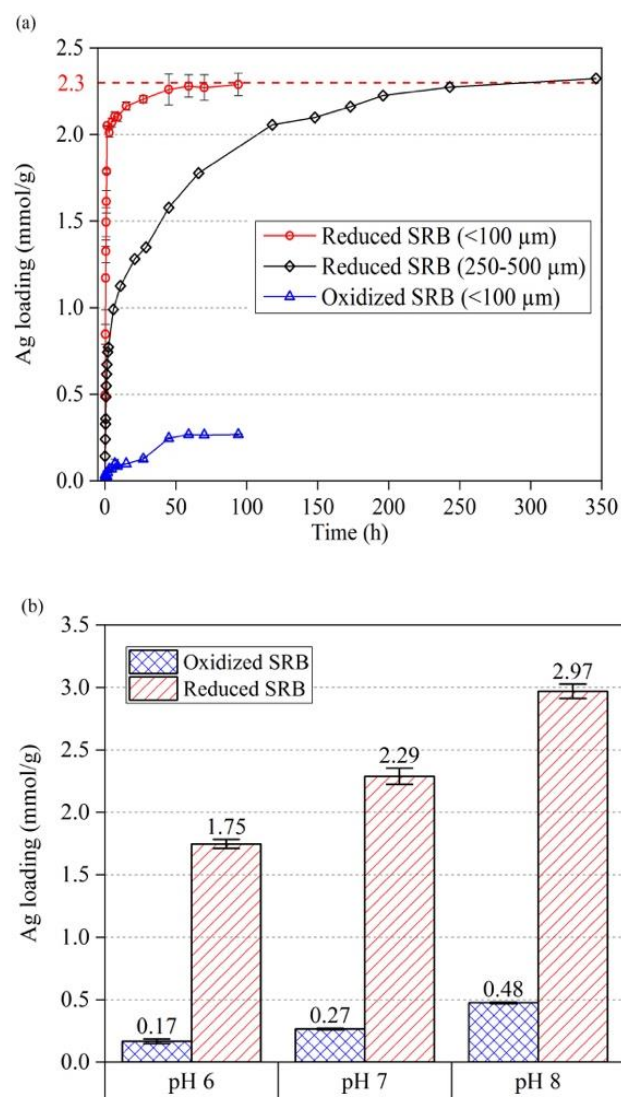 (a)
2.5
2.3
2.0
1.5
1.0
0.5
0.0
Ag loading (mmol/g)
Reduced SRB (<100 µm)
Reduced SRB (250-500 µm)
Oxidized SRB (<100 µm)
0 50 100 150 200 250 300 350
Time (h)
(b)
3.5
3.0
2.5
2.0
1.5
1.0
0.5
0.0
Ag loading (mmol/g)
Oxidized SRB
Reduced SRB
0.17
1.75
0.27
2.29
0.48
2.97
pH 6 pH 7 pH 8